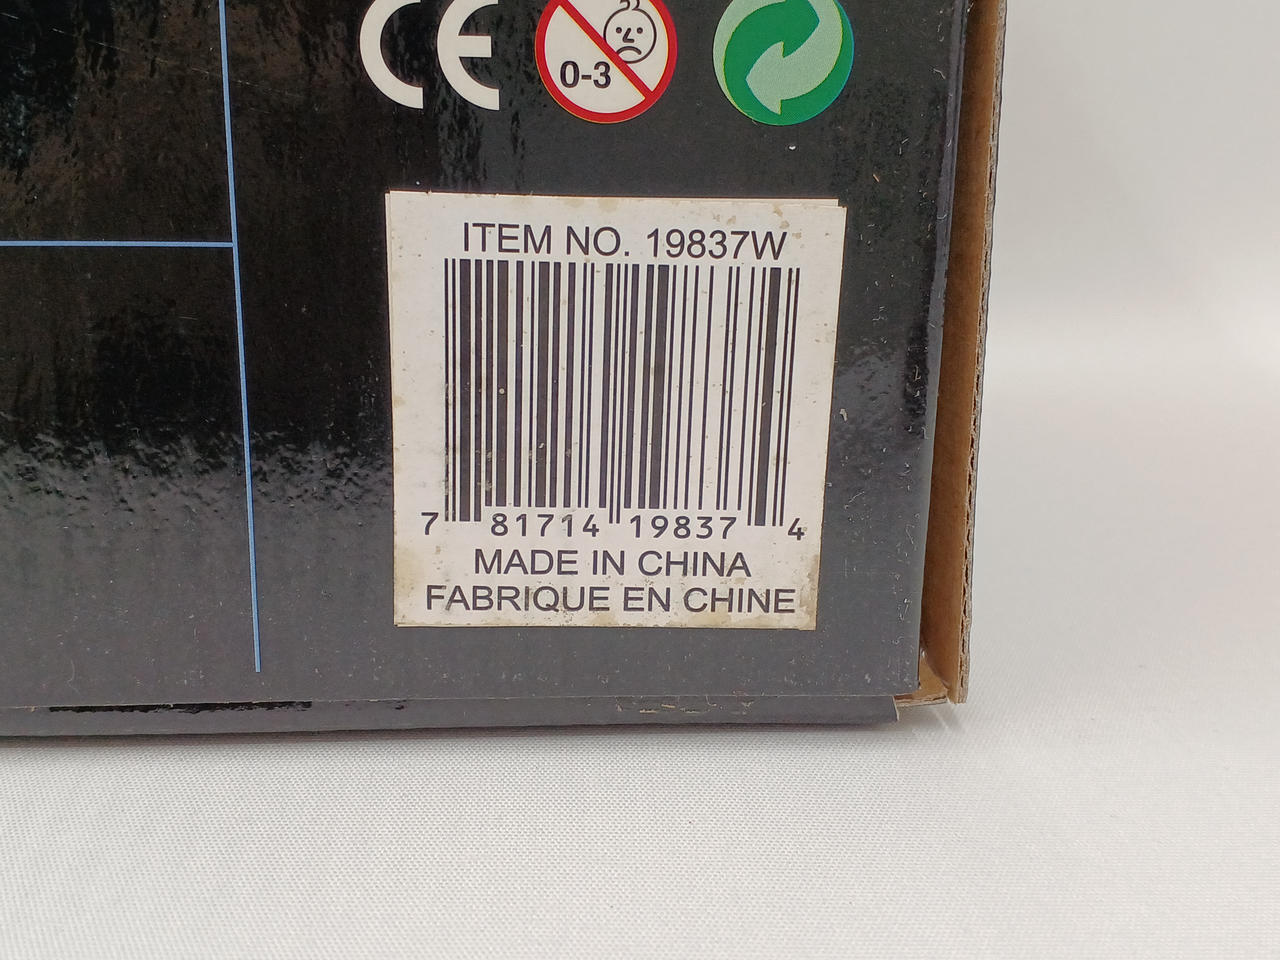 CE
0-3
ITEM NO. 19837W
7 81714 19837 4
MADE IN CHINA
FABRIQUE EN CHINE